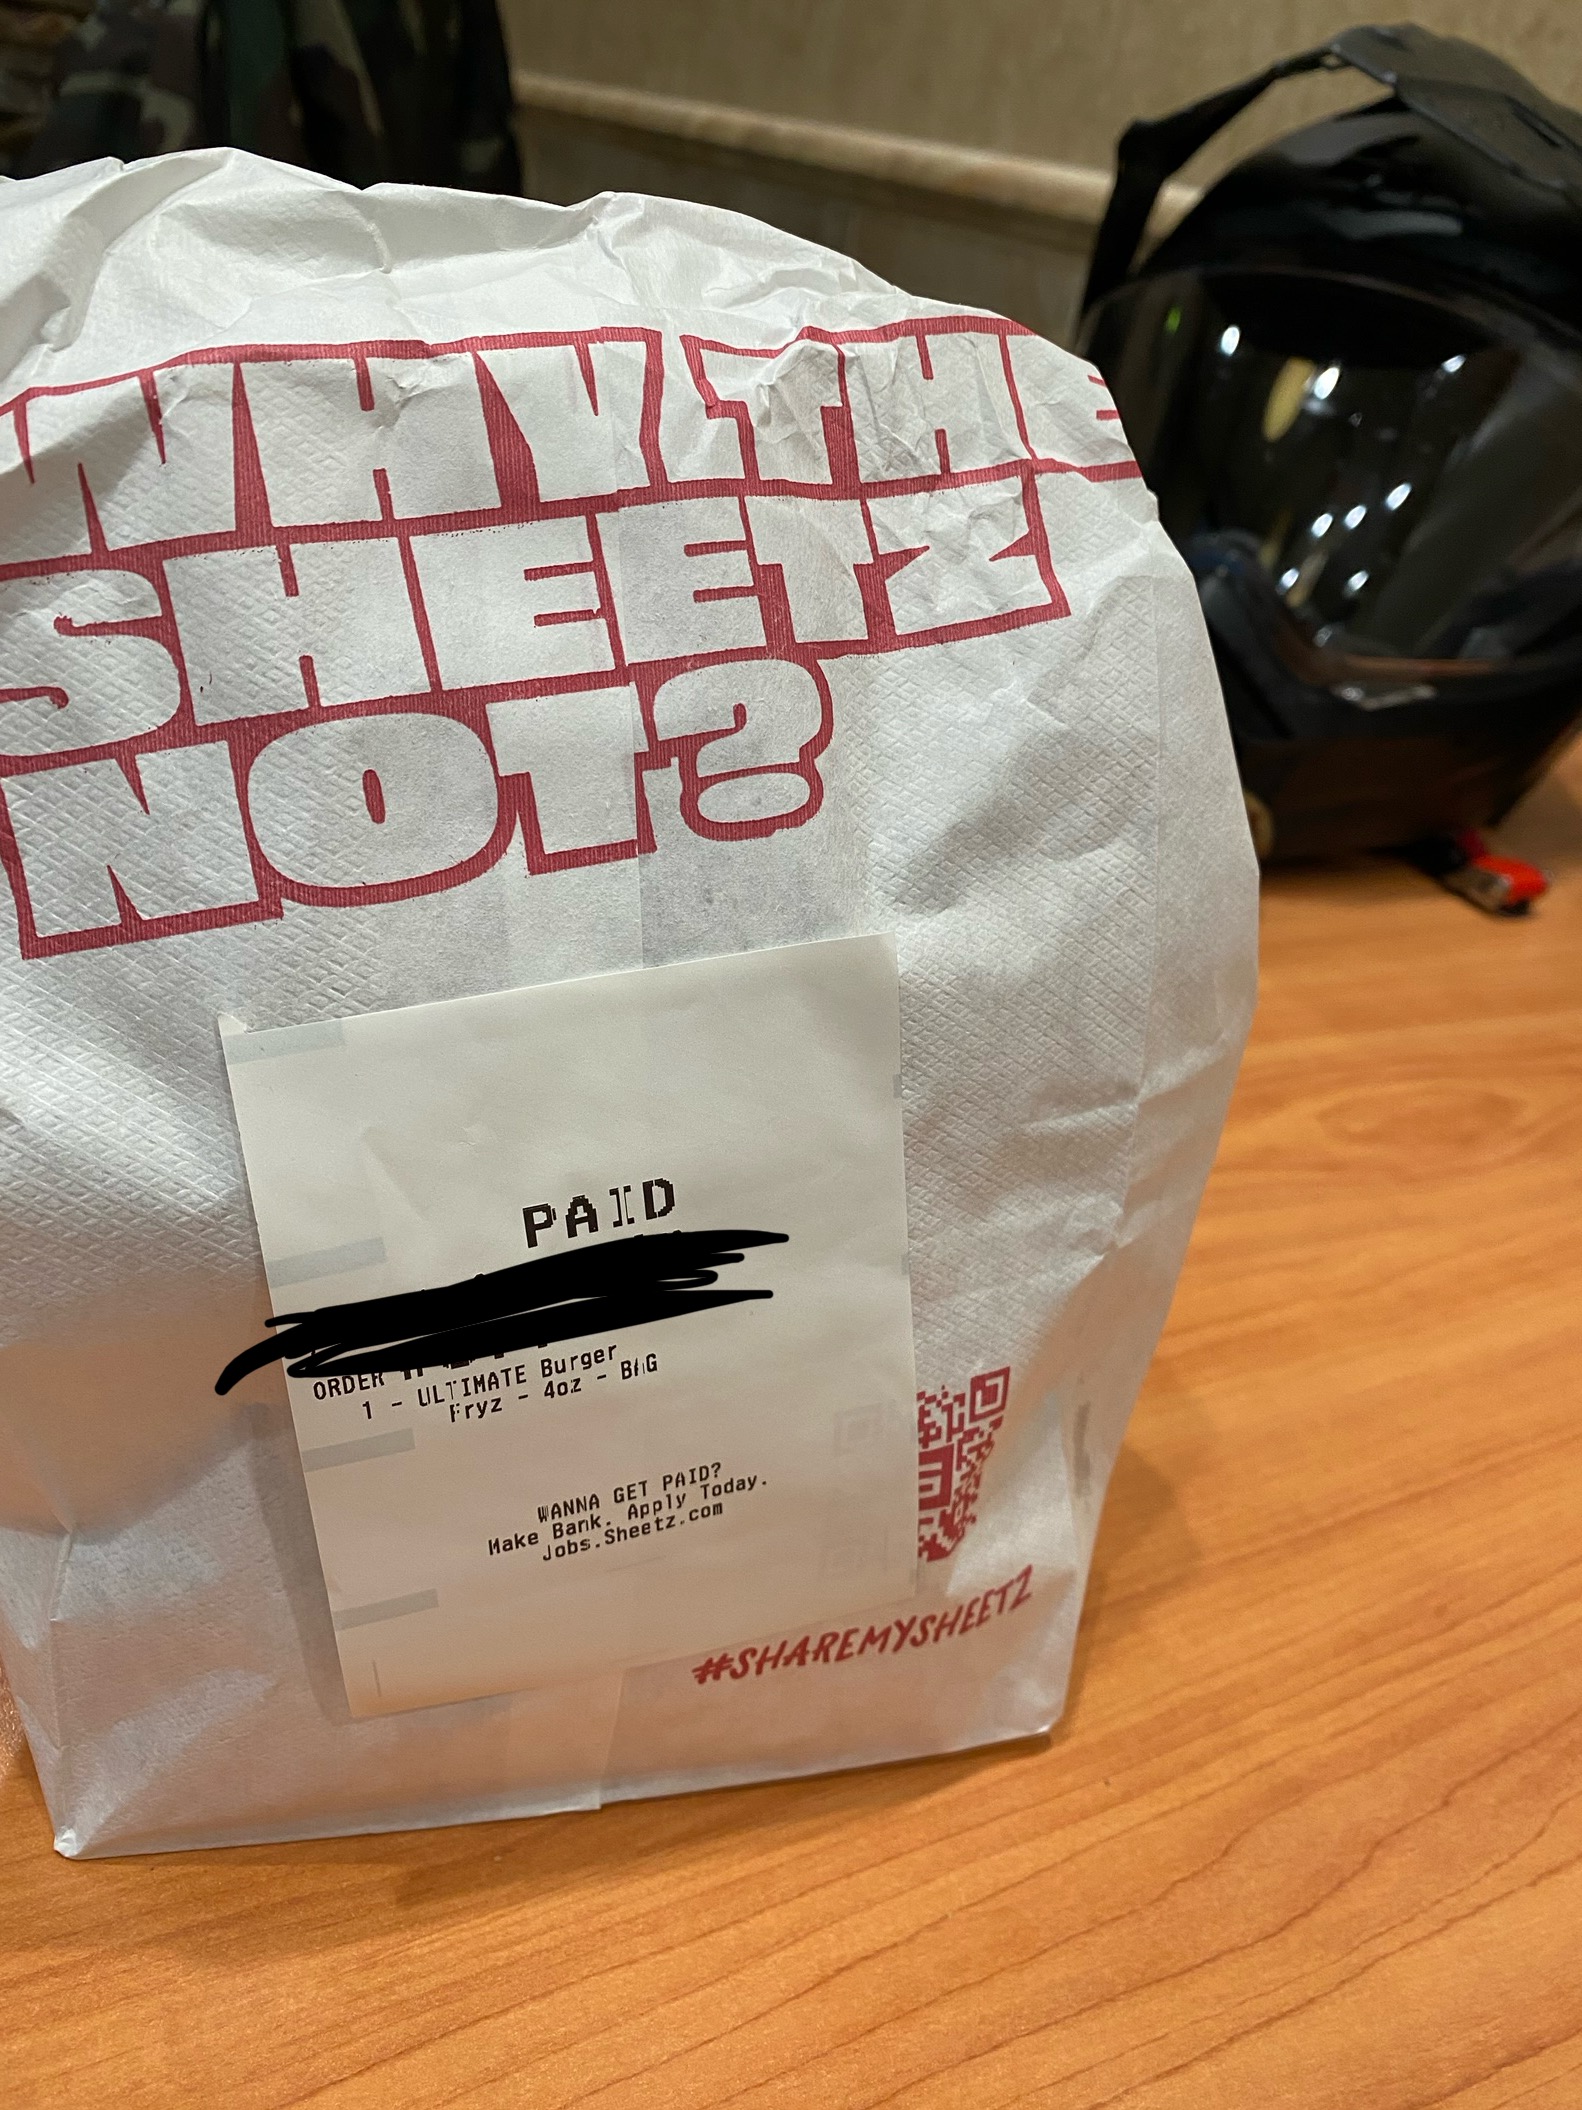 WHY THE
SHEETZ
NOT?
PAID
ORDER
1 - ULTIMATE Burger
Fryz - 4oz - BAG
WANNA GET PAID?
Make Bank. Apply Today.
Jobs.Sheetz.com
#SHAREMYSHEETZ